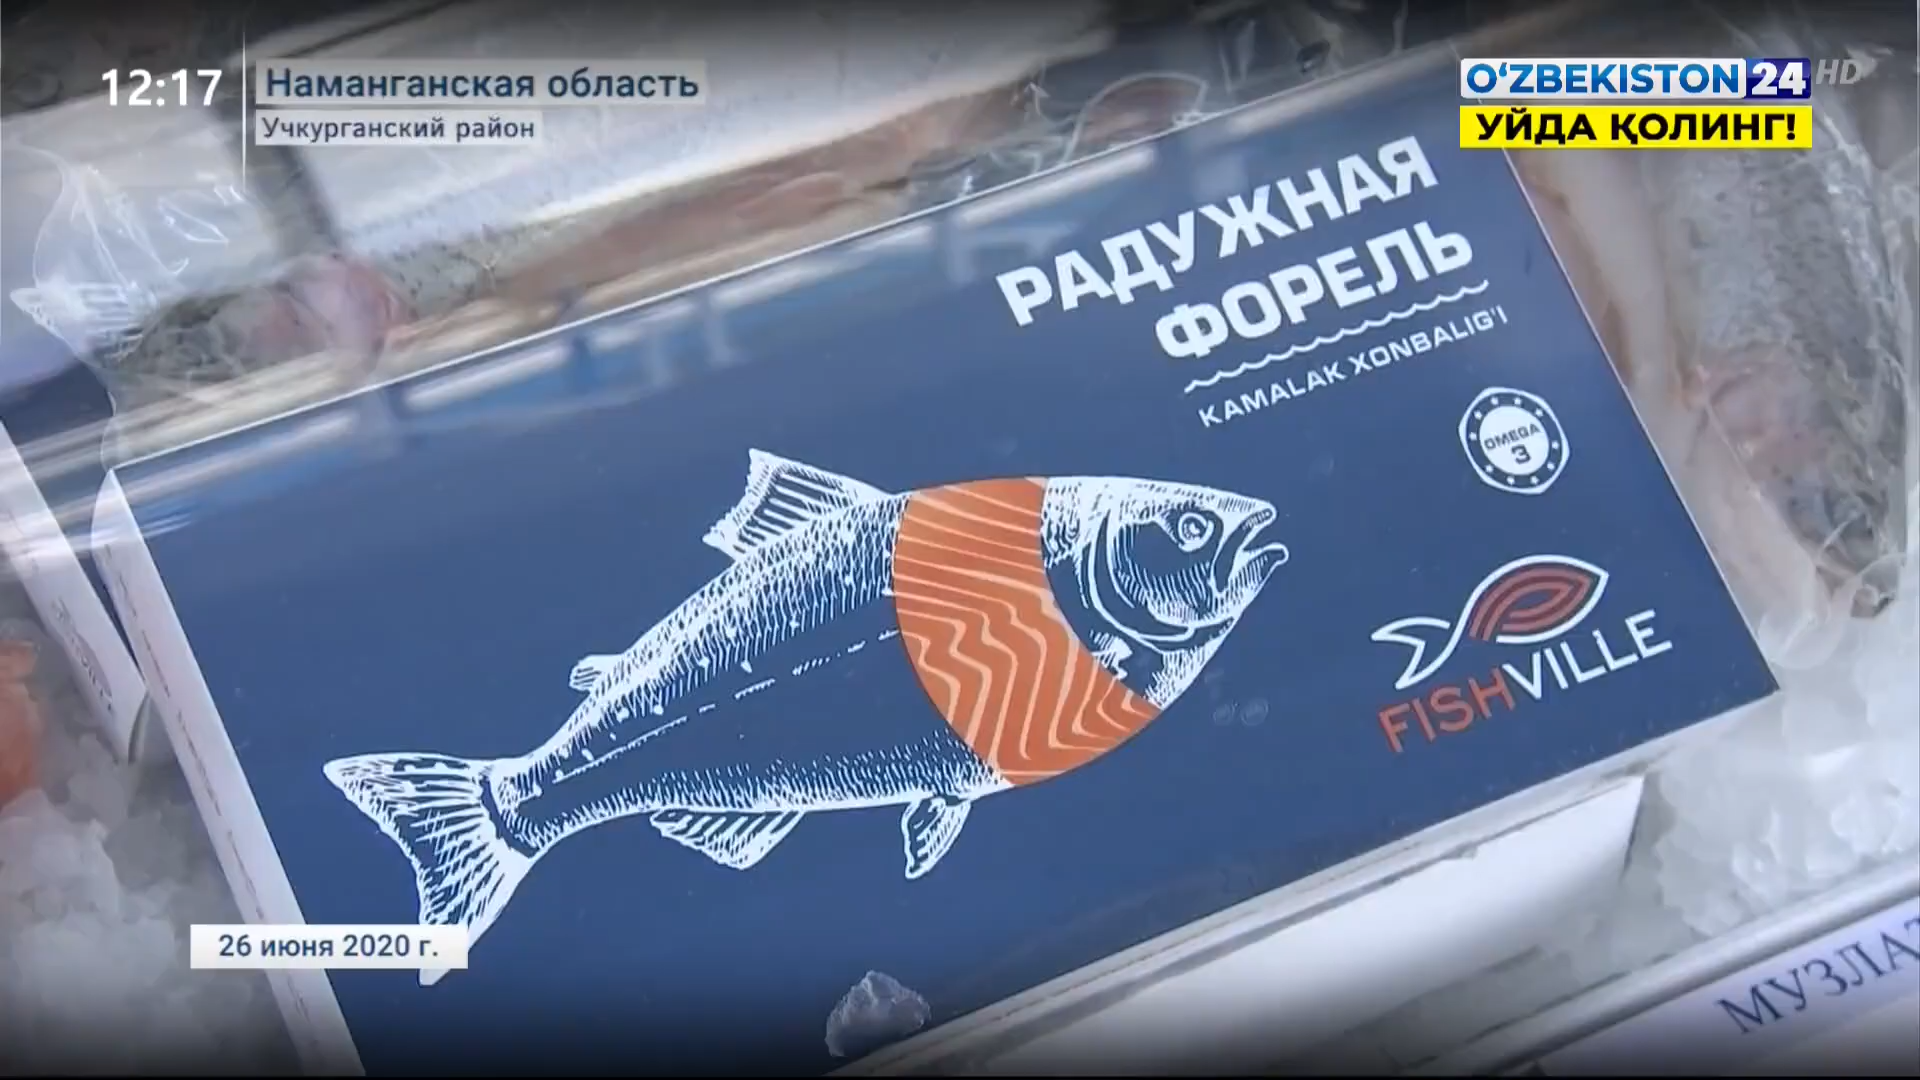 12:17
Наманганская область
Учкурганский район
O‘ZBEKISTON 24 HD
УЙДА ҚОЛИНГ!
РАДУЖНАЯ
ФОРЕЛЬ
KAMALAK XONBALIG'I
OMEGA
3
FISHVILLE
26 июня 2020 г.